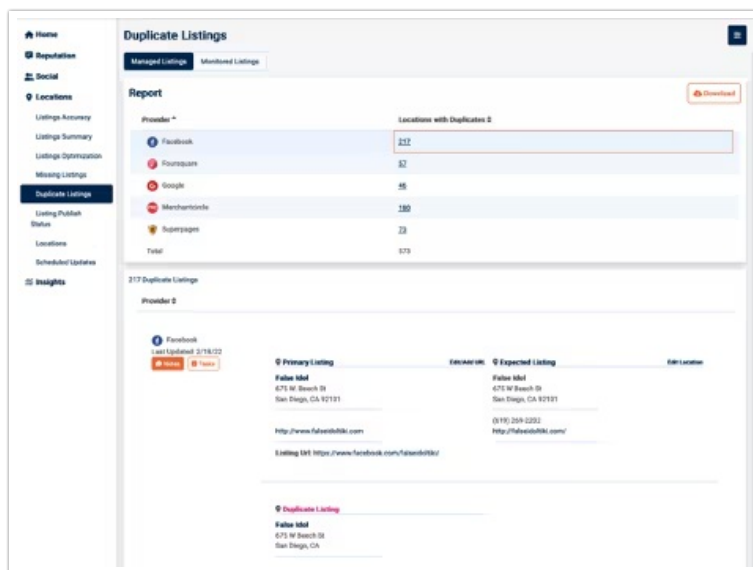 Home
Reputation
Social
Locations
Listings Accuracy
Listings Summary
Listings Optimization
Missing Listings
Duplicate Listings
Listing Publish
Status
Locations
Scheduled Updates
Insights
Duplicate Listings
Managed Listings Monitored Listings
Report
Download
Provider Locations with Duplicates
Facebook 217
Foursquare 57
Google 46
Merchantcircle 180
Superpages 73
Total 573
217 Duplicate Listings
Provider
Facebook
Last Updated: 2/18/22
Notes Tasks
Primary Listing Edit/Add URL Expected Listing Edit Location
False Idol False Idol
675 W Beech St 675 W Beech St
San Diego, CA 92101 San Diego, CA 92101
(619) 269-2202
http://www.falseidoltiki.com http://falseidoltiki.com/
Listing Url: https://www.facebook.com/falseidoltiki/
Duplicate Listing
False Idol
675 W Beech St
San Diego, CA